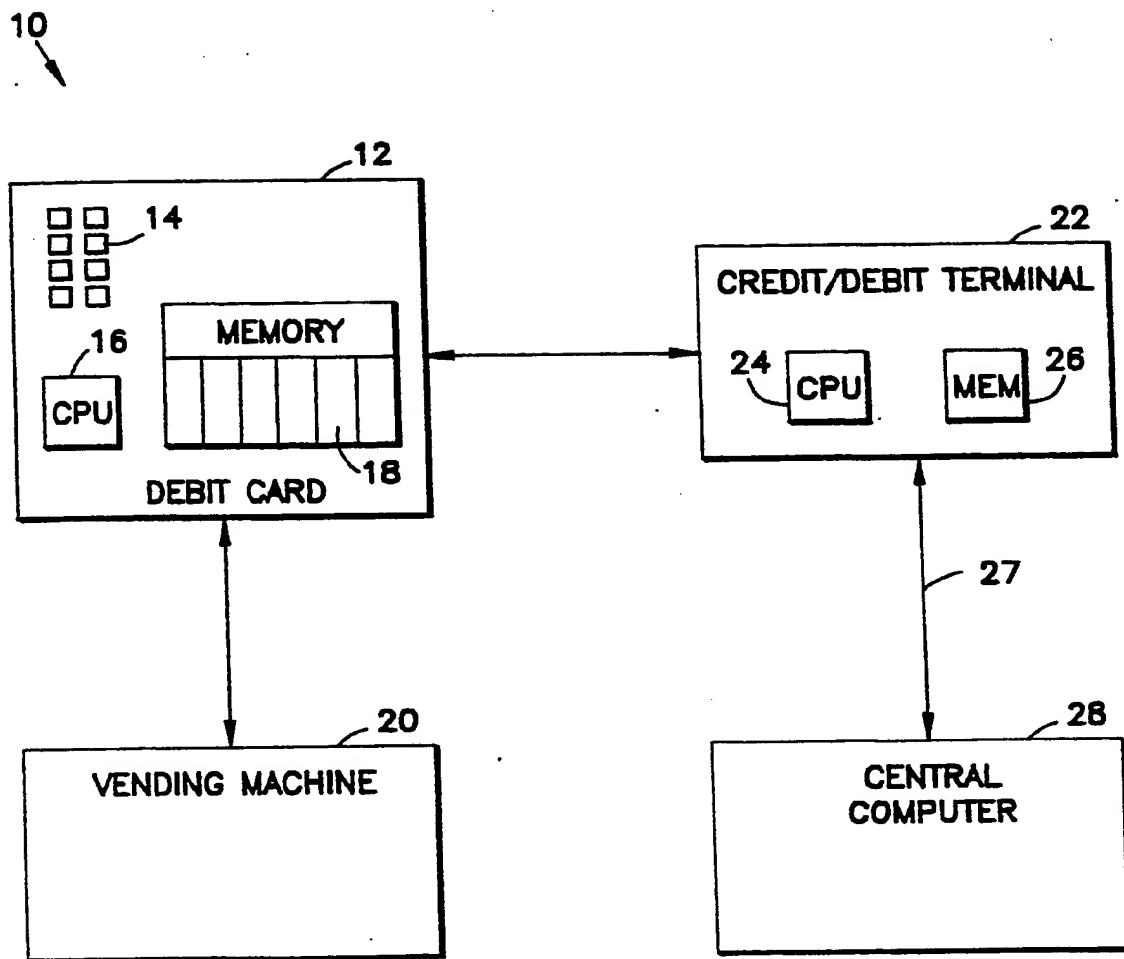 10
12
14
22
CREDIT/DEBIT TERMINAL
MEMORY
16
CPU
24
CPU
MEM
26
18
DEBIT CARD
27
20
VENDING MACHINE
28
CENTRAL
COMPUTER